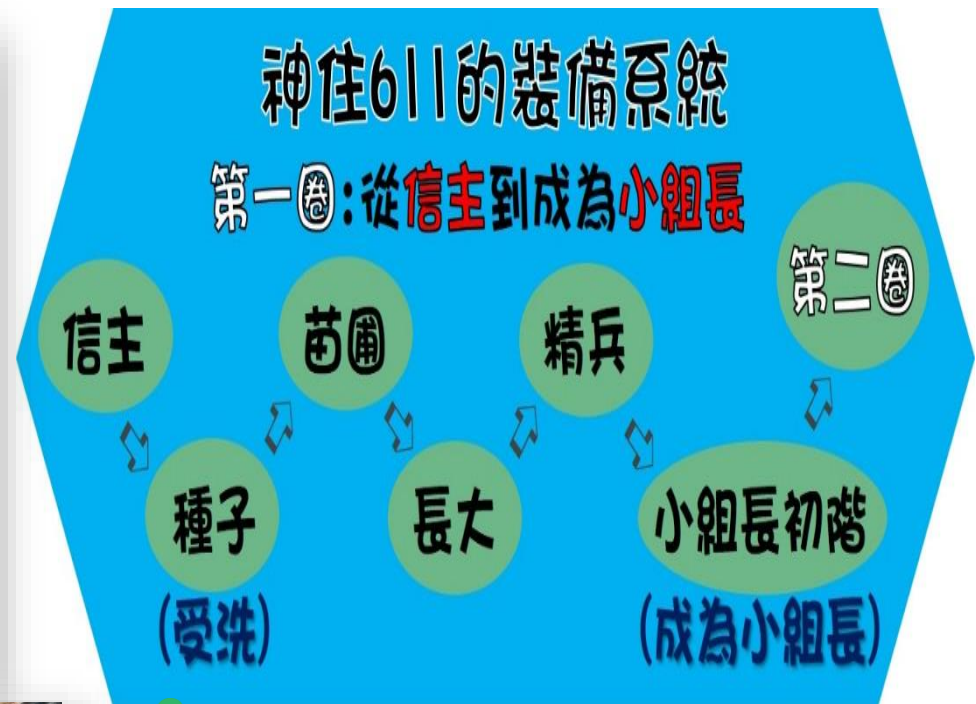 神住611的裝備系統
第一圈:從信主到成為小組長
信主
種子
(受洗)
苗圃
長大
精兵
小組長初階
(成為小組長)
第二圈